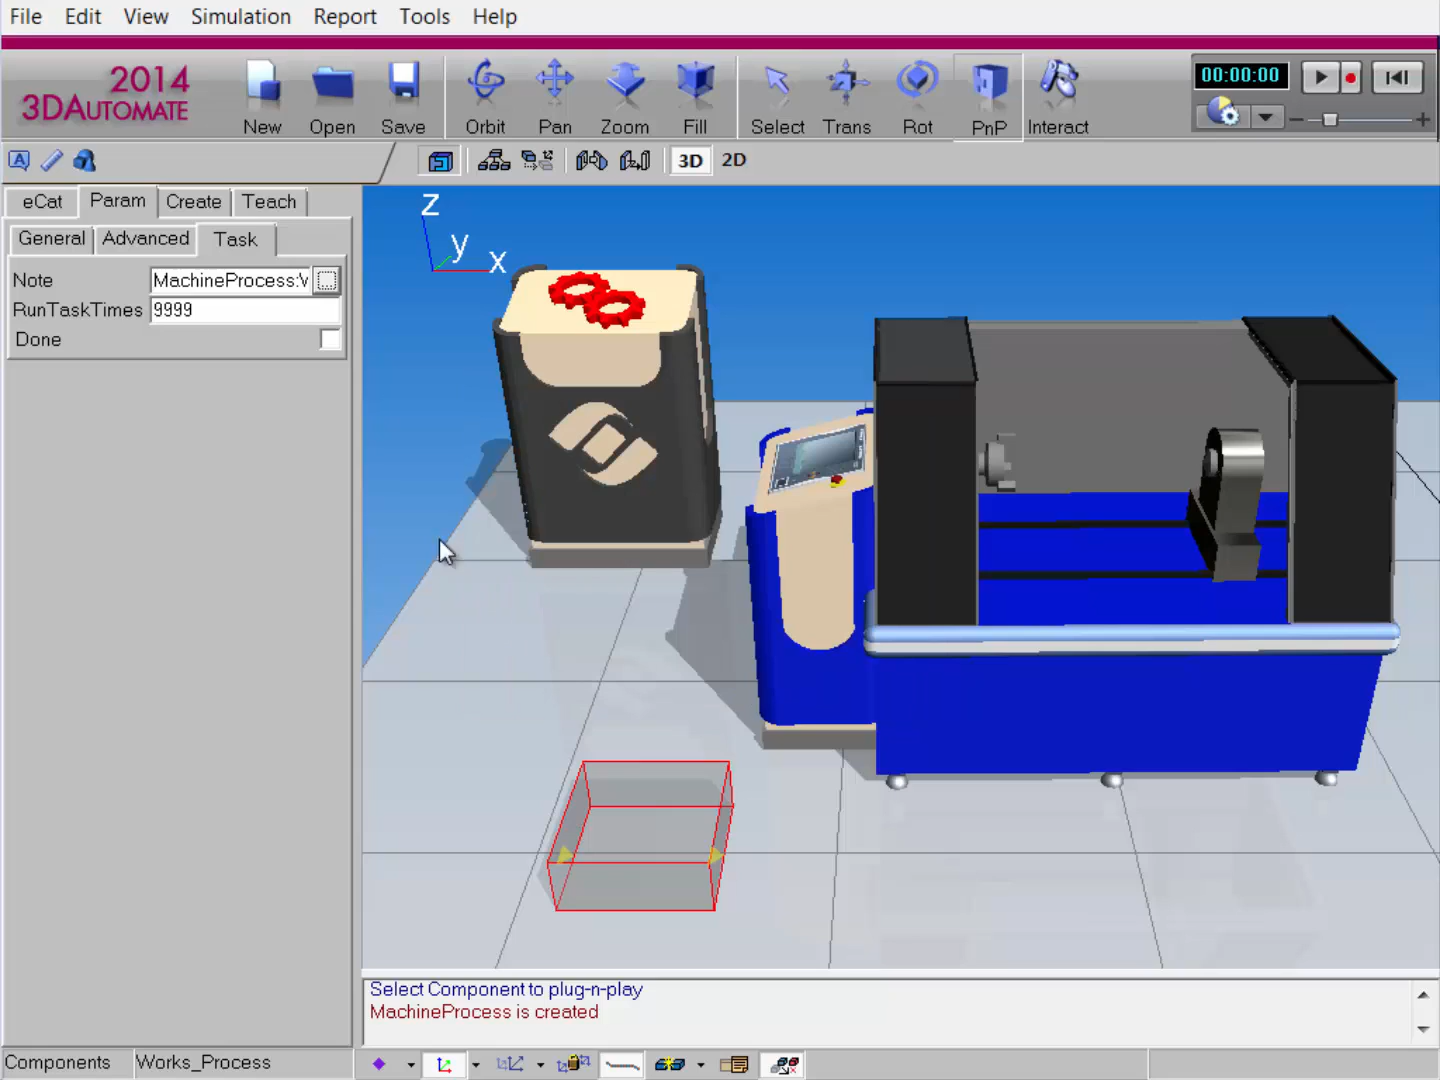 File Edit View Simulation Report Tools Help
2014
3DAUTOMATE
New Open Save Orbit Pan Zoom Fill Select Trans Rot PnP Interact
00:00:00
A
3D 2D
eCat Param Create Teach
General Advanced Task
Note MachineProcess:V
RunTaskTimes 9999
Done
z
y
x
Select Component to plug-n-play
MachineProcess is created
Components Works_Process